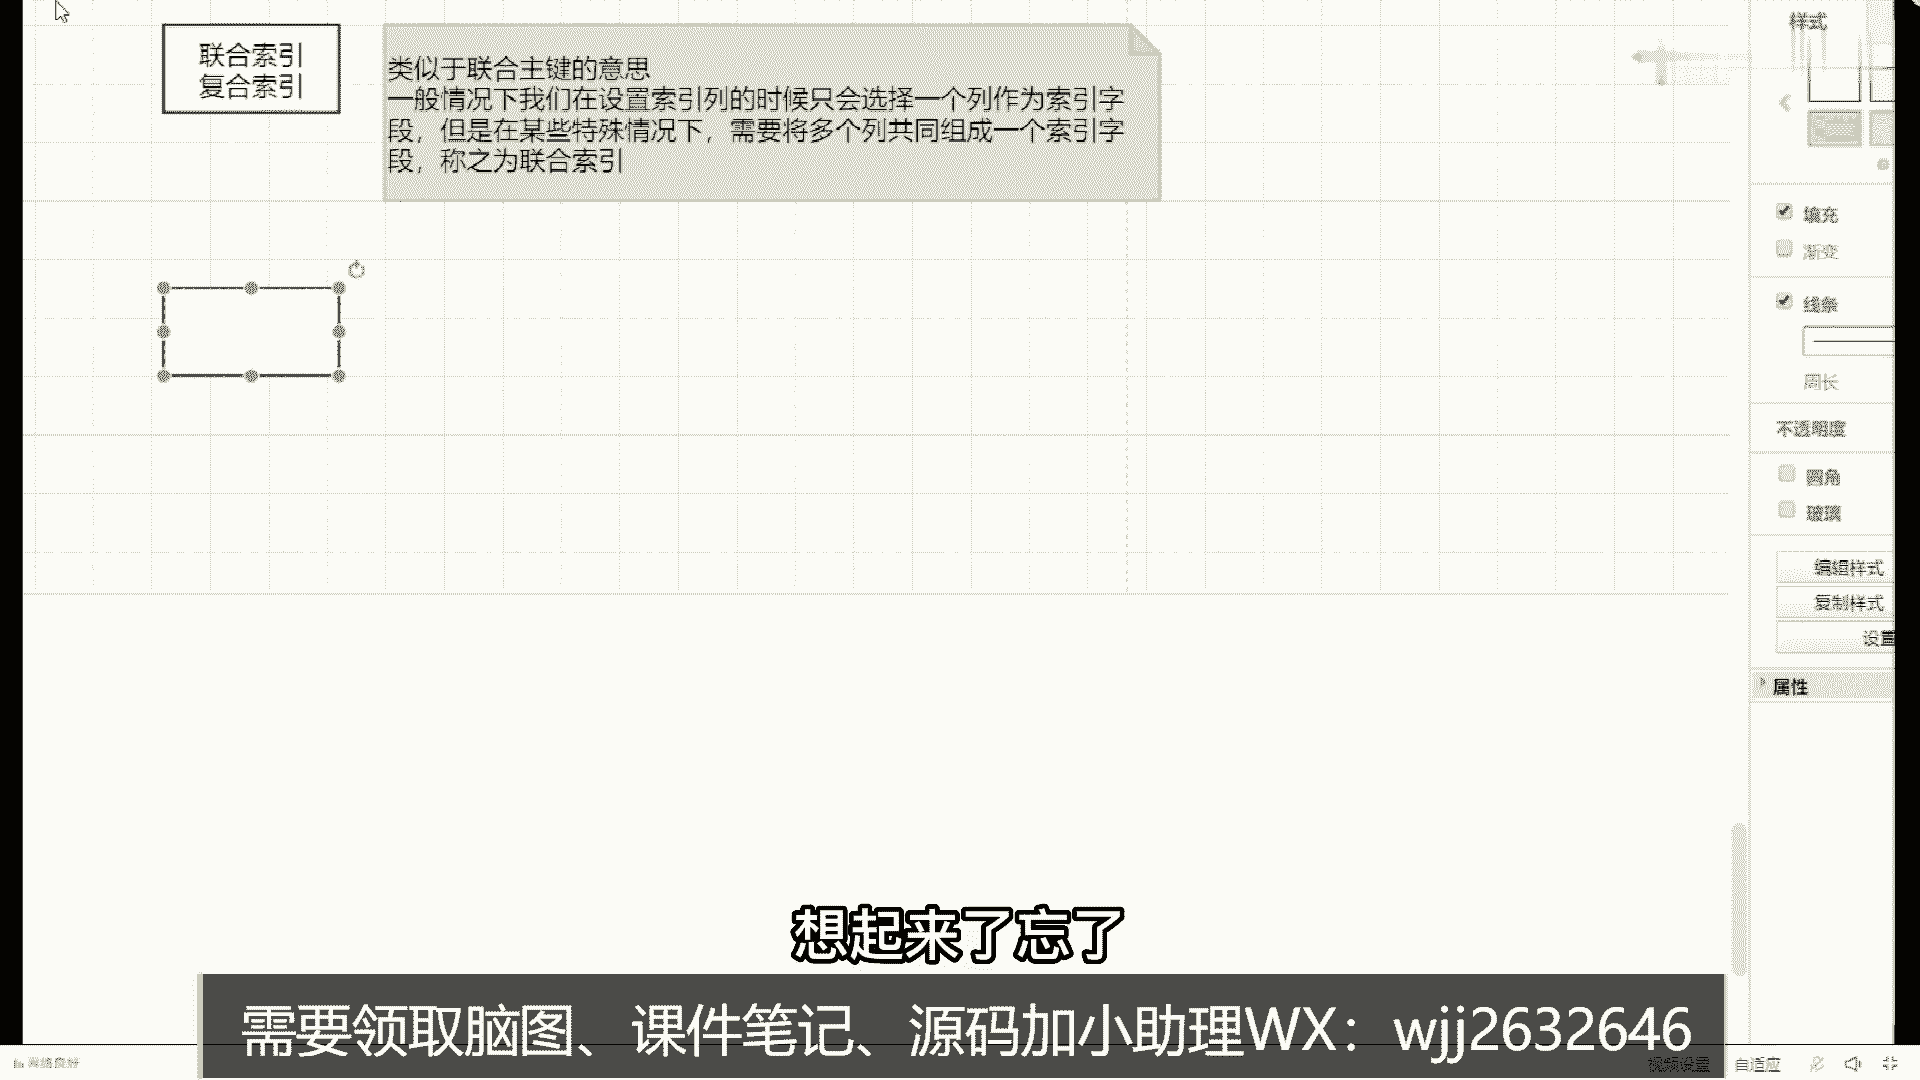 联合索引
复合索引
类似于联合主键的意思
一般情况下我们在设置索引列的时候只会选择一个列作为索引字
段，但是在某些特殊情况下，需要将多个列共同组成一个索引字
段，称之为联合索引
样式
填充
渐变
线条
周长
不透明度
圆角
玻璃
编辑样式
复制样式
设置
属性
想起来了忘了
需要领取脑图、课件笔记、源码加小助理WX：wjj2632646
网络良好
视频设置
自适应